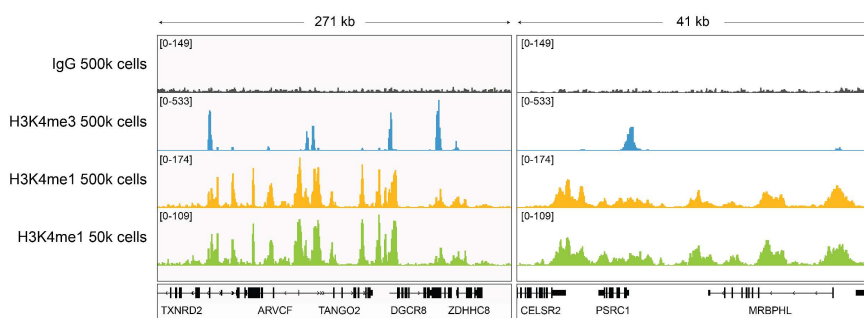 271 kb
41 kb
IgG 500k cells
[0-149]
[0-149]
H3K4me3 500k cells
[0-533]
[0-533]
H3K4me1 500k cells
[0-174]
[0-174]
H3K4me1 50k cells
[0-109]
[0-109]
TXNRD2 ARVCF TANGO2 DGCR8 ZDHHC8
CELSR2 PSRC1 MRBPHL